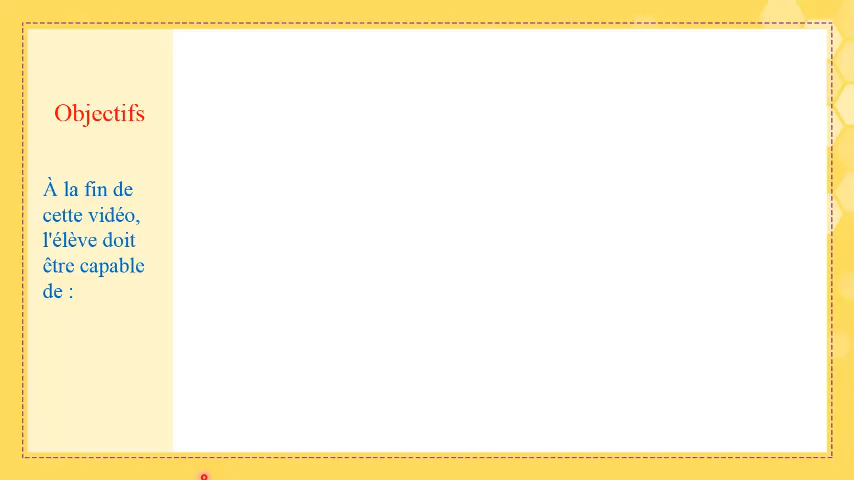 Objectifs
À la fin de
cette vidéo,
l'élève doit
être capable
de :